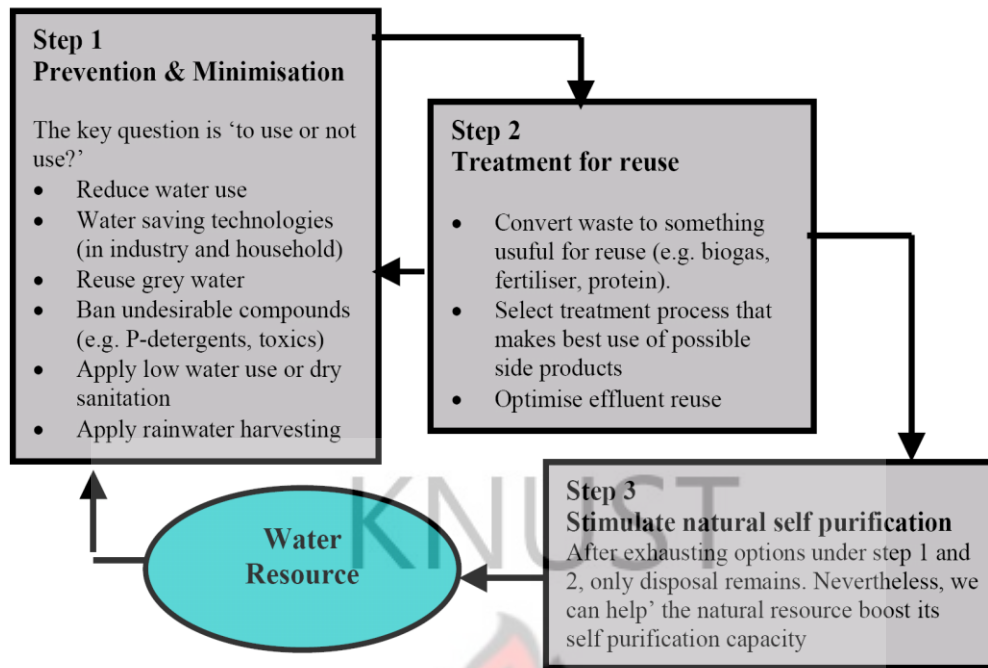 Step 1
Prevention & Minimisation
The key question is ‘to use or not
use?’
• Reduce water use
• Water saving technologies
(in industry and household)
• Reuse grey water
• Ban undesirable compounds
(e.g. P-detergents, toxics)
• Apply low water use or dry
sanitation
• Apply rainwater harvesting
Step 2
Treatment for reuse
• Convert waste to something
usuful for reuse (e.g. biogas,
fertiliser, protein).
• Select treatment process that
makes best use of possible
side products
• Optimise effluent reuse
Step 3
Stimulate natural self purification
After exhausting options under step 1 and
2, only disposal remains. Nevertheless, we
can help’ the natural resource boost its
self purification capacity
Water
Resource
KNUST